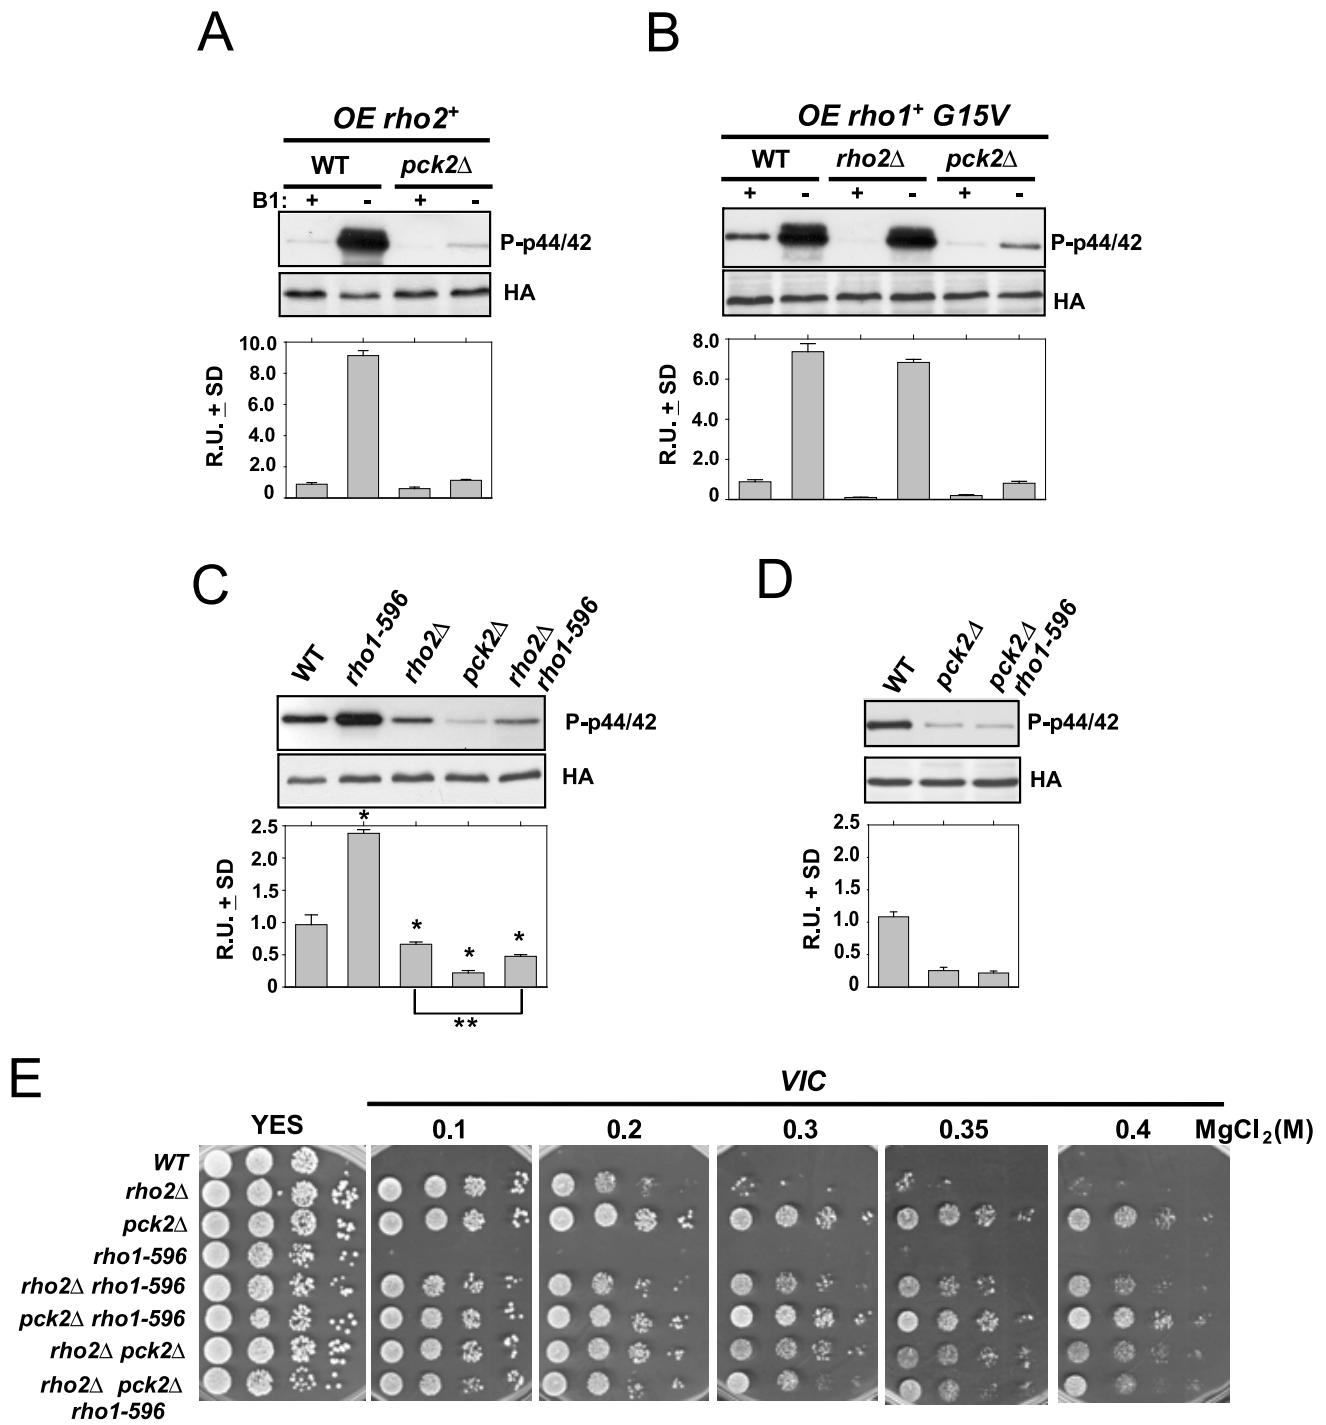 A
OE rho2+
WT pck2Δ
B1: + - + -
P-p44/42
HA
10.0
8.0
6.0
4.0
2.0
0
R.U. ± SD
B
OE rho1+ G15V
WT rho2Δ pck2Δ
+ - + - + -
P-p44/42
HA
8.0
6.0
4.0
2.0
0
R.U. ± SD
C
WT rho1-596 rho2Δ pck2Δ rho2Δ rho1-596
P-p44/42
HA
2.5
2.0
1.5
1.0
0.5
0
R.U. ± SD
* * * *
**
D
WT pck2Δ pck2Δ rho1-596
P-p44/42
HA
2.5
2.0
1.5
1.0
0.5
0
R.U. + SD
E
VIC
YES 0.1 0.2 0.3 0.35 0.4 MgCl2(M)
WT
rho2Δ
pck2Δ
rho1-596
rho2Δ rho1-596
pck2Δ rho1-596
rho2Δ pck2Δ
rho2Δ pck2Δ
rho1-596